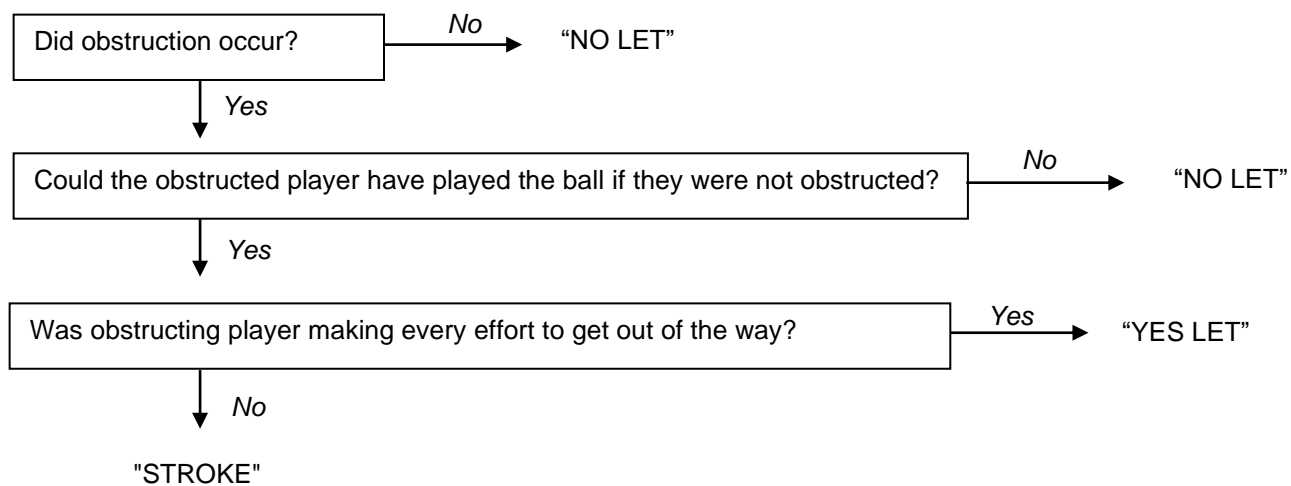 Did obstruction occur?
No
“NO LET”
Yes
Could the obstructed player have played the ball if they were not obstructed?
No
“NO LET”
Yes
Was obstructing player making every effort to get out of the way?
Yes
“YES LET”
No
"STROKE"